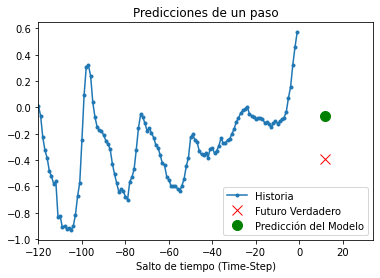 Predicciones de un paso
0.6
0.4
0.2
0.0
−0.2
−0.4
−0.6
−0.8
−1.0
Historia
Futuro Verdadero
Predicción del Modelo
−120 −100 −80 −60 −40 −20 0 20
Salto de tiempo (Time-Step)